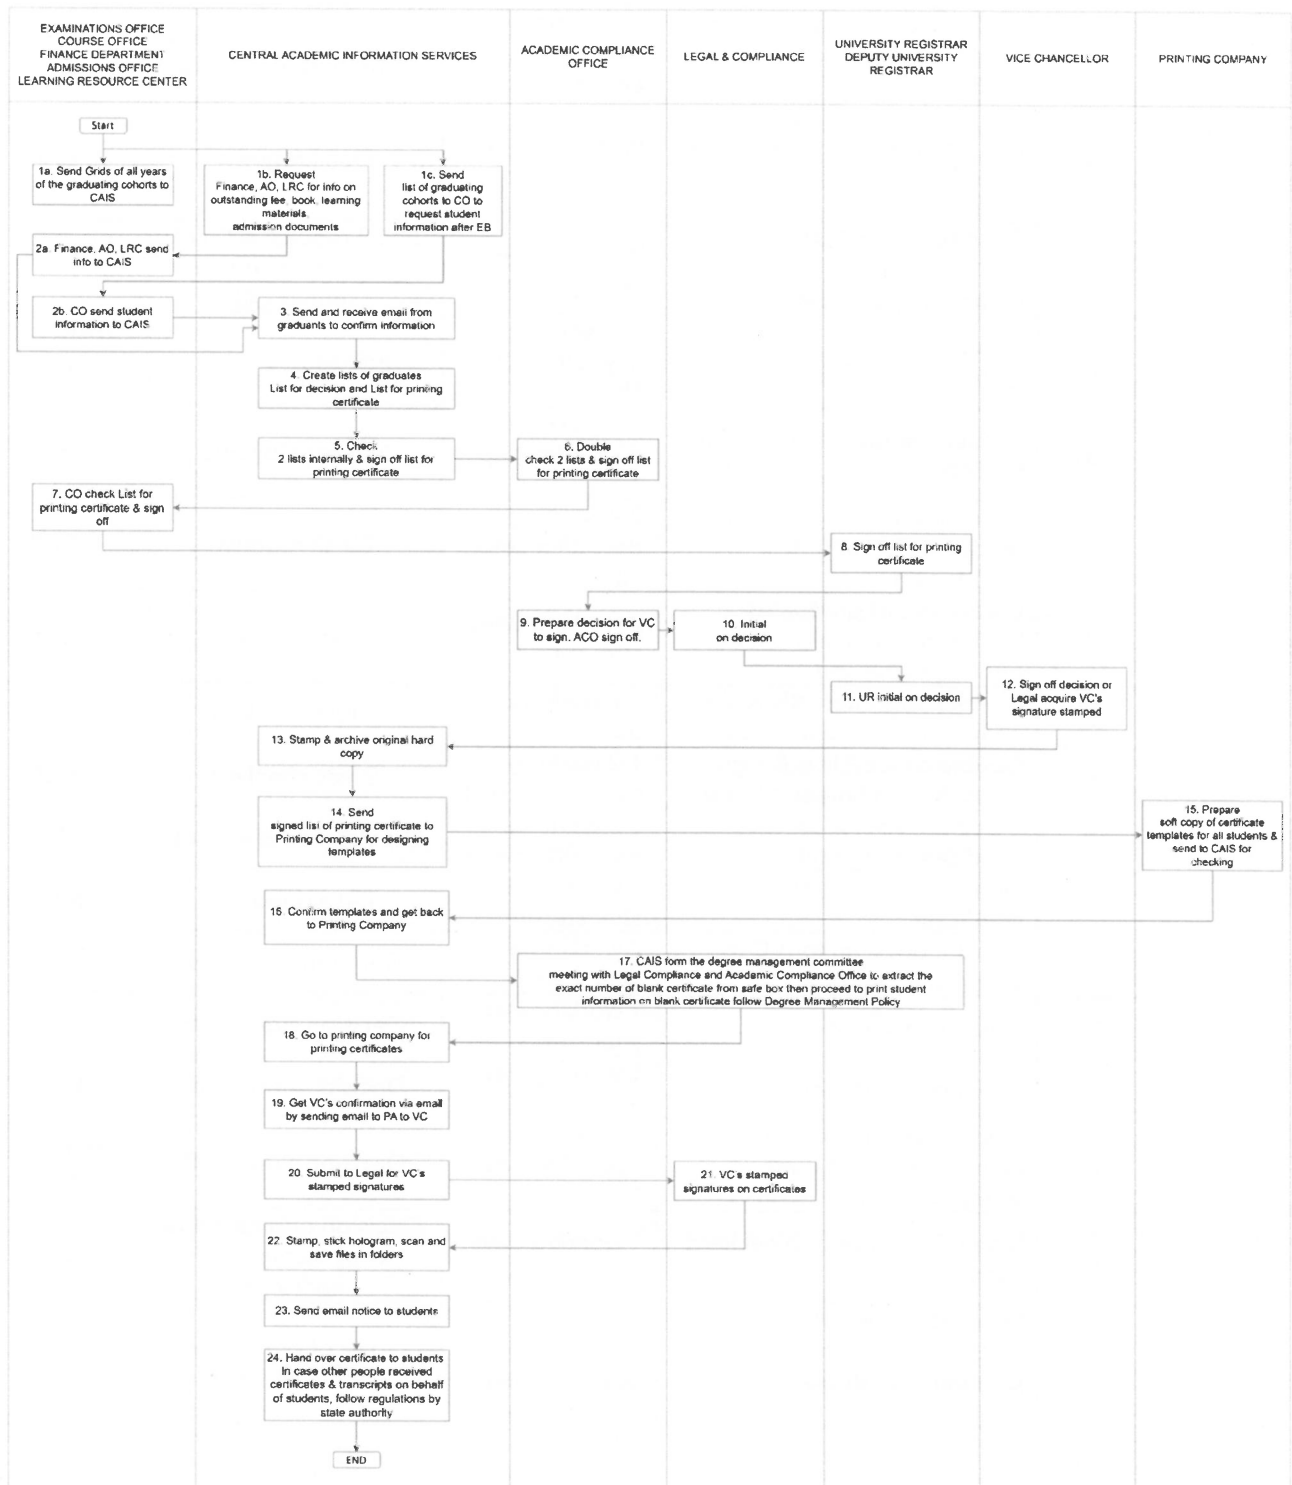 EXAMINATIONS OFFICE
COURSE OFFICE
FINANCE DEPARTMENT
ADMISSIONS OFFICE
LEARNING RESOURCE CENTER
CENTRAL ACADEMIC INFORMATION SERVICES
ACADEMIC COMPLIANCE
OFFICE
LEGAL & COMPLIANCE
UNIVERSITY REGISTRAR
DEPUTY UNIVERSITY
REGISTRAR
VICE CHANCELLOR
PRINTING COMPANY
Start
1a. Send Grids of all years
of the graduating cohorts to
CAIS
1b. Request
Finance, AO, LRC for info on
outstanding fee, book, learning
materials,
admission documents
1c. Send
list of graduating
cohorts to CO to
request student
information after EB
2a. Finance, AO, LRC send
info to CAIS
2b. CO send student
information to CAIS
3. Send and receive email from
graduants to confirm information
4. Create lists of graduates
List for decision and List for printing
certificate
5. Check
2 lists internally & sign off list for
printing certificate
6. Double
check 2 lists & sign off list
for printing certificate
7. CO check List for
printing certificate & sign
off
8. Sign off list for printing
certificate
9. Prepare decision for VC
to sign. ACO sign off.
10. Initial
on decision
11. UR initial on decision
12. Sign off decision or
Legal acquire VC's
signature stamped
13. Stamp & archive original hard
copy
14. Send
signed list of printing certificate to
Printing Company for designing
templates
15. Prepare
soft copy of certificate
templates for all students &
send to CAIS for
checking
16. Confirm templates and get back
to Printing Company
17. CAIS form the degree management committee
meeting with Legal Compliance and Academic Compliance Office to extract the
exact number of blank certificate from safe box then proceed to print student
information on blank certificate follow Degree Management Policy
18. Go to printing company for
printing certificates
19. Get VC's confirmation via email
by sending email to PA to VC
20. Submit to Legal for VC's
stamped signatures
21. VC's stamped
signatures on certificates
22. Stamp, stick hologram, scan and
save files in folders
23. Send email notice to students
24. Hand over certificate to students
In case other people received
certificates & transcripts on behalf
of students, follow regulations by
state authority
END